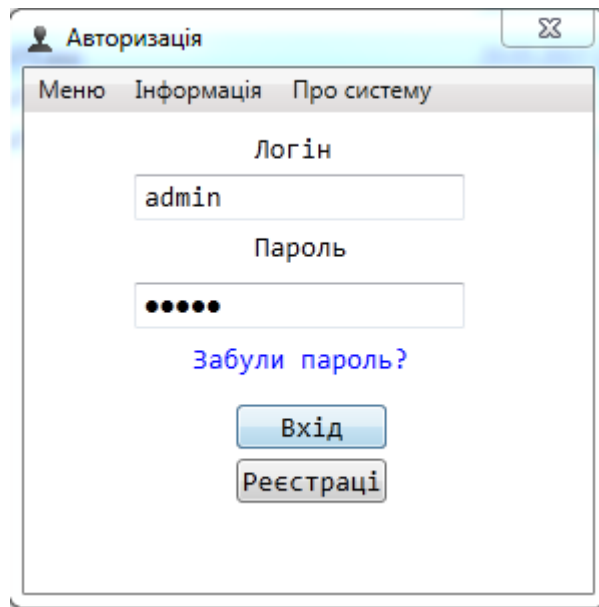 Авторизація
Меню Інформація Про систему
Логін
admin
Пароль
●●●●●
Забули пароль?
Вхід
Реєстраці